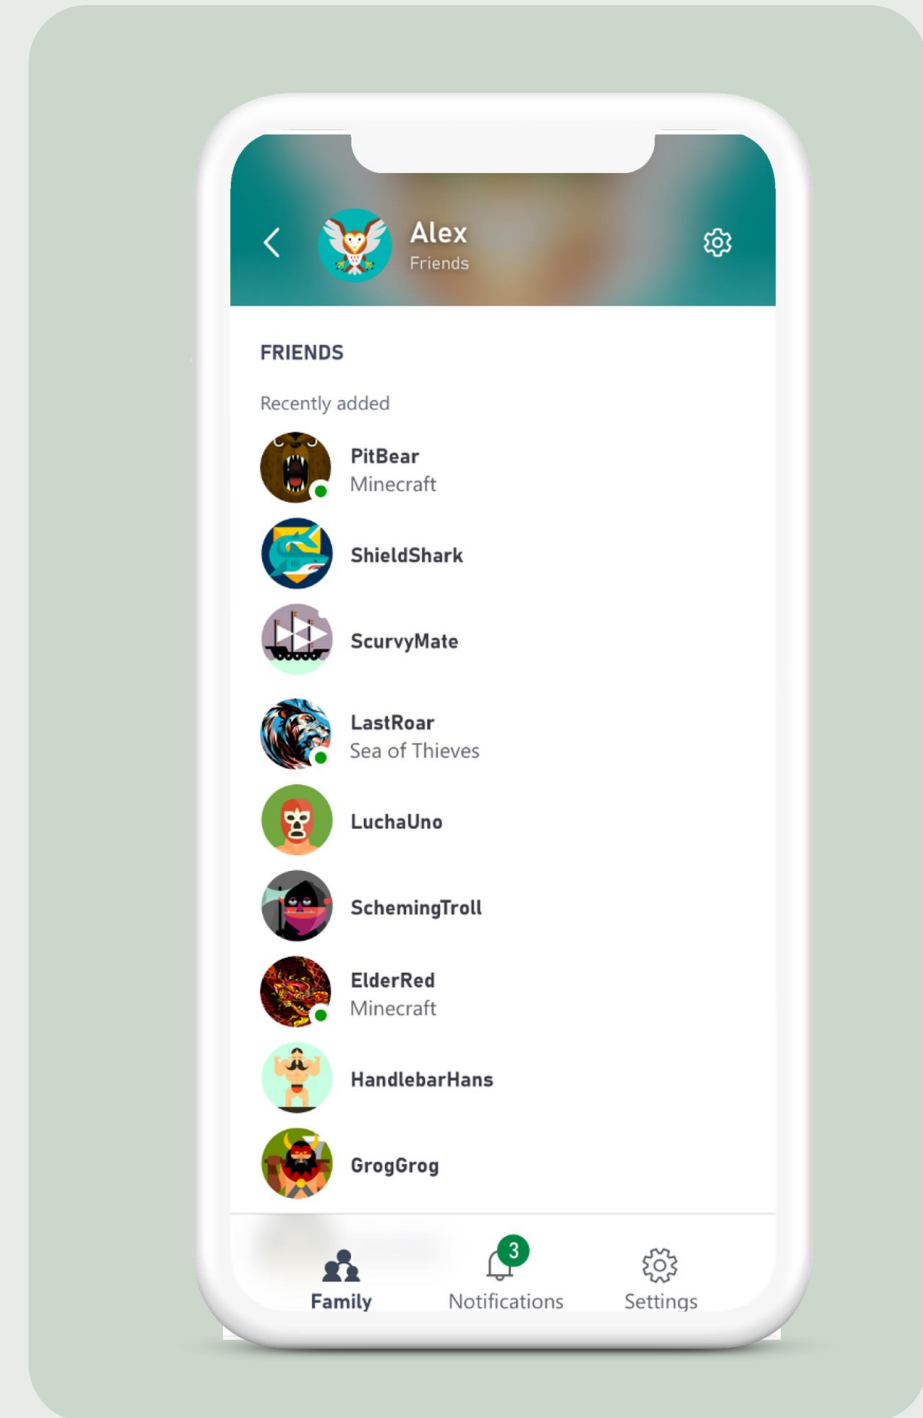 Alex
Friends
FRIENDS
Recently added
PitBear
Minecraft
ShieldShark
ScurvyMate
LastRoar
Sea of Thieves
LuchaUno
SchemingTroll
ElderRed
Minecraft
HandlebarHans
GrogGrog
3
Family
Notifications
Settings